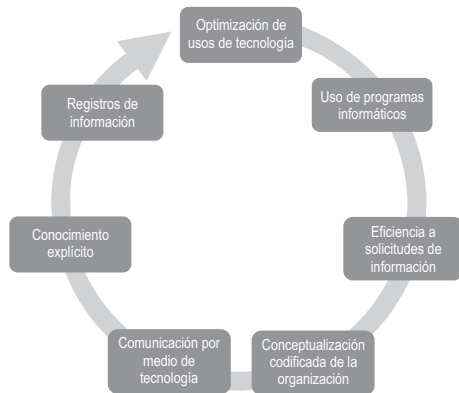 Optimización de
usos de tecnología
Uso de programas
informáticos
Eficiencia a
solicitudes de
información
Conceptualización
codificada de la
organización
Comunicación por
medio de
tecnología
Conocimiento
explícito
Registros de
información